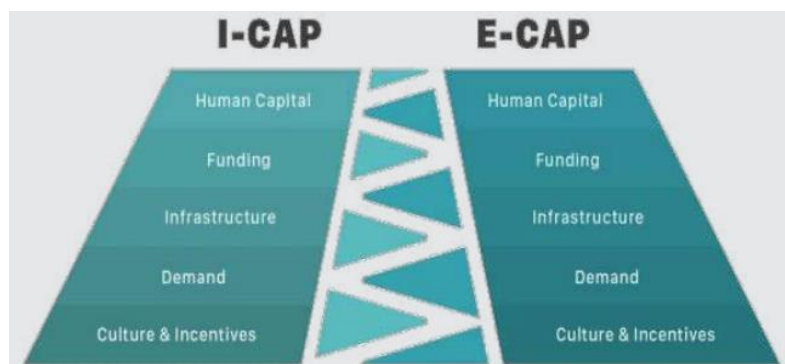 I-CAP E-CAP
Human Capital Human Capital
Funding Funding
Infrastructure Infrastructure
Demand Demand
Culture & Incentives Culture & Incentives